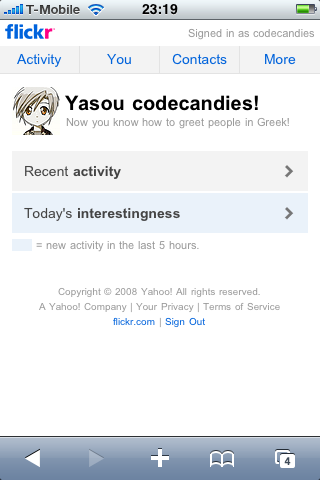 T-Mobile 23:19
flickr Signed in as codecandies
Activity You Contacts More
Yasou codecandies!
Now you know how to greet people in Greek!
Recent activity
Today's interestingness
= new activity in the last 5 hours.
Copyright © 2008 Yahoo! All rights reserved.
A Yahoo! Company | Your Privacy | Terms of Service
flickr.com | Sign Out
4